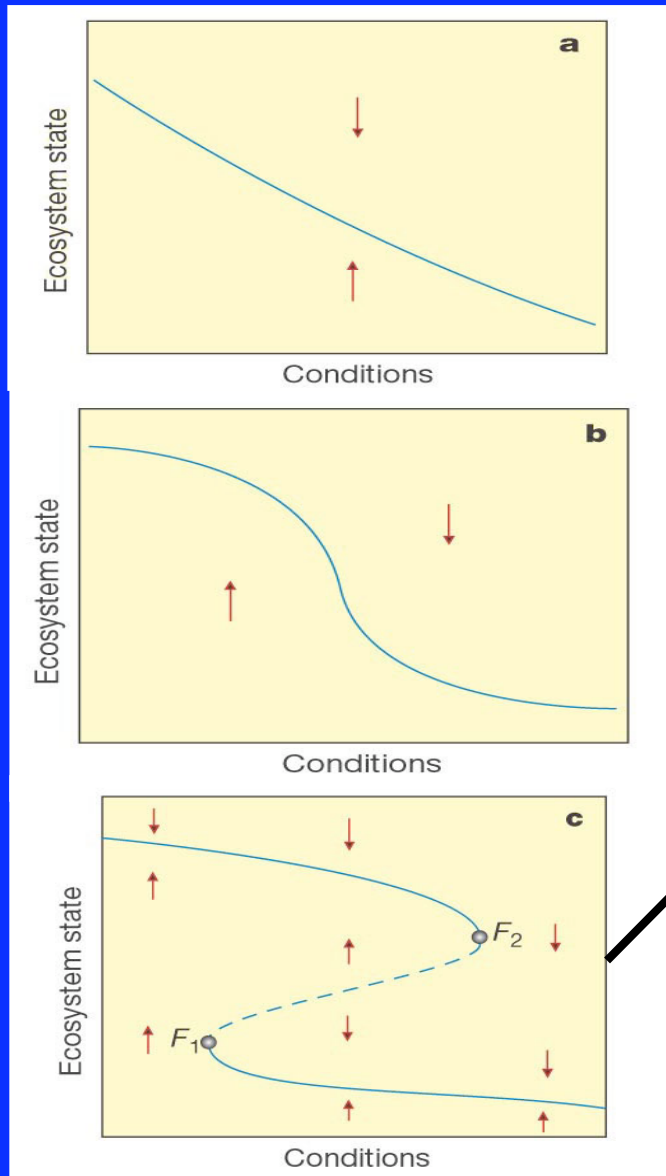 a
Ecosystem state
Conditions
b
Ecosystem state
Conditions
c
F2
F1
Ecosystem state
Conditions